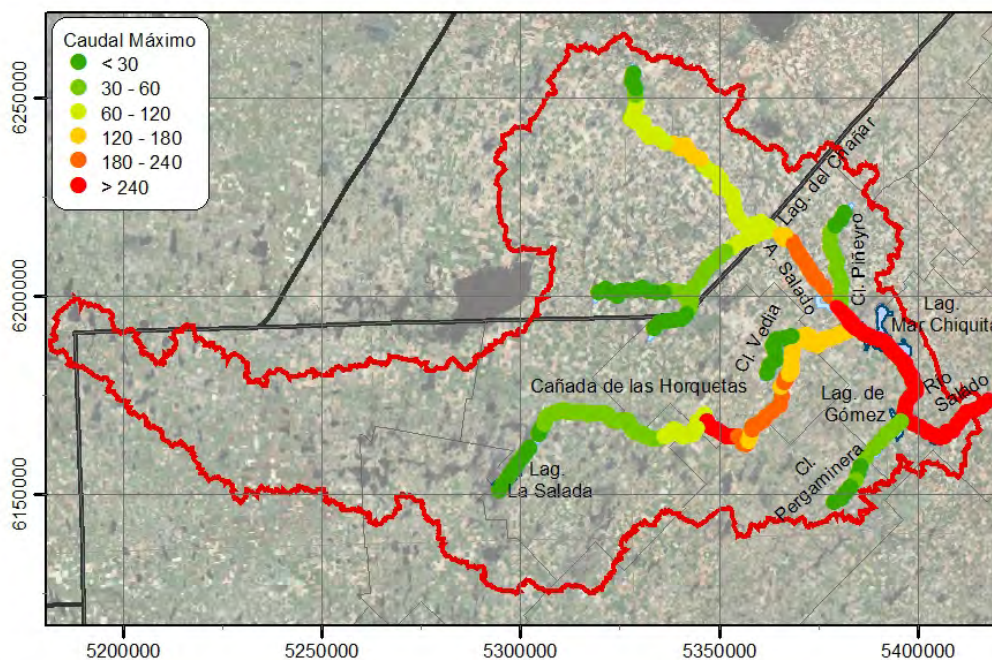 Caudal Máximo
< 30
30 - 60
60 - 120
120 - 180
180 - 240
> 240
6250000
6200000
6150000
Lag. del Chañar
A. Salado
Cl. Piñeyro
Lag.
Mar Chiquita
Cl. Vedia
Cañada de las Horquetas
Río
Salado
Lag. de
Gómez
Cl.
Pergaminera
Lag.
La Salada
5200000
5250000
5300000
5350000
5400000